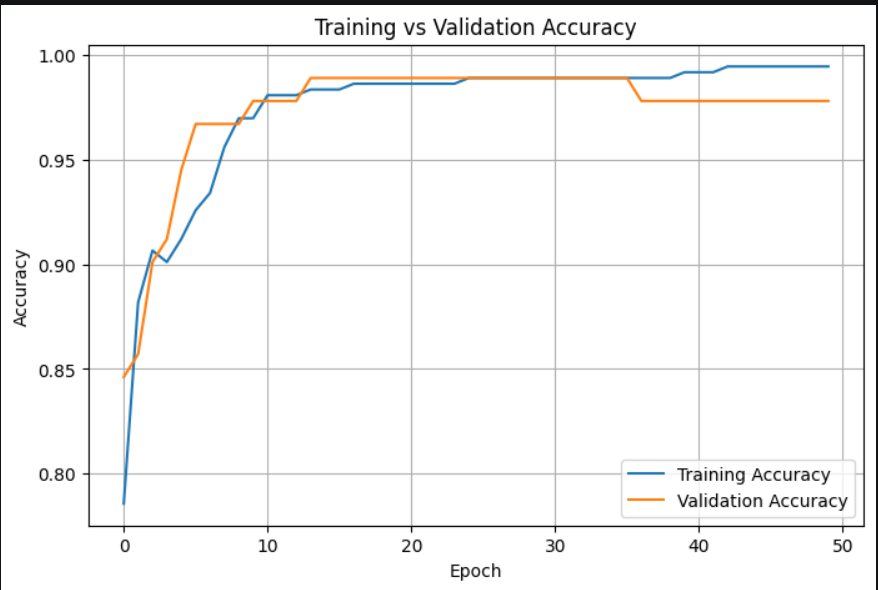 Training vs Validation Accuracy
1.00
0.95
0.90
0.85
0.80
Accuracy
0
10
20
30
40
50
Epoch
Training Accuracy
Validation Accuracy